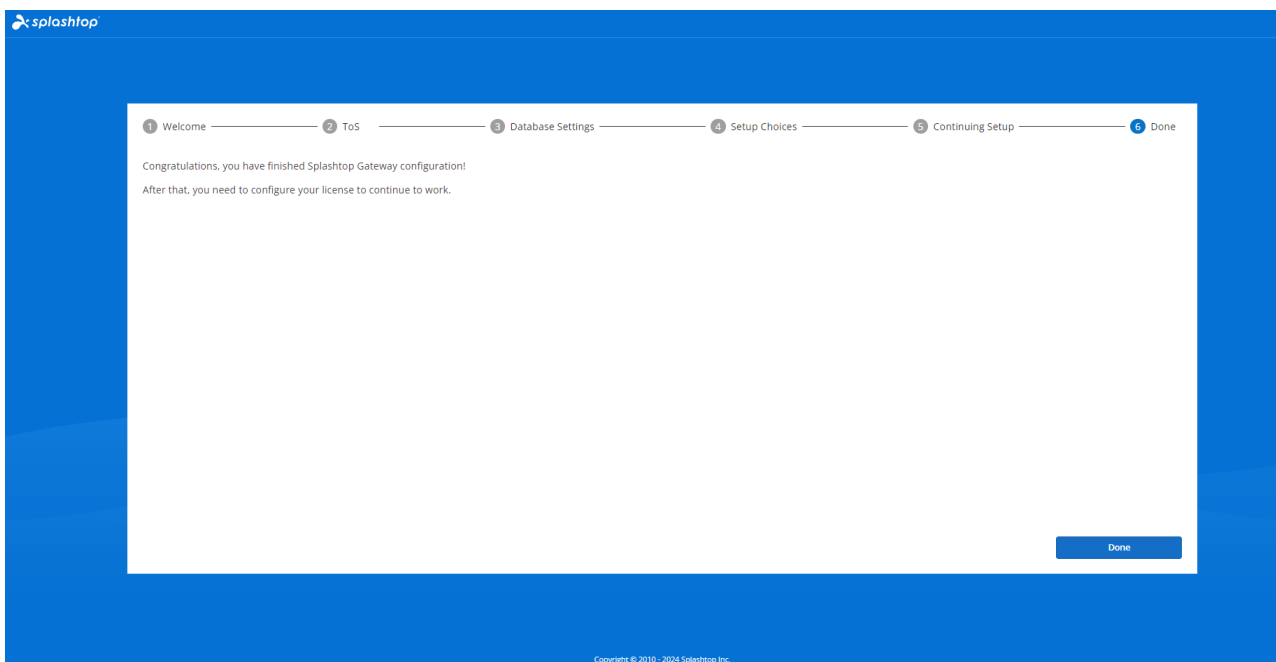 splashtop
1 Welcome 2 ToS 3 Database Settings 4 Setup Choices 5 Continuing Setup 6 Done
Congratulations, you have finished Splashtop Gateway configuration!
After that, you need to configure your license to continue to work.
Done
Copyright © 2010 - 2024 Splashtop Inc.